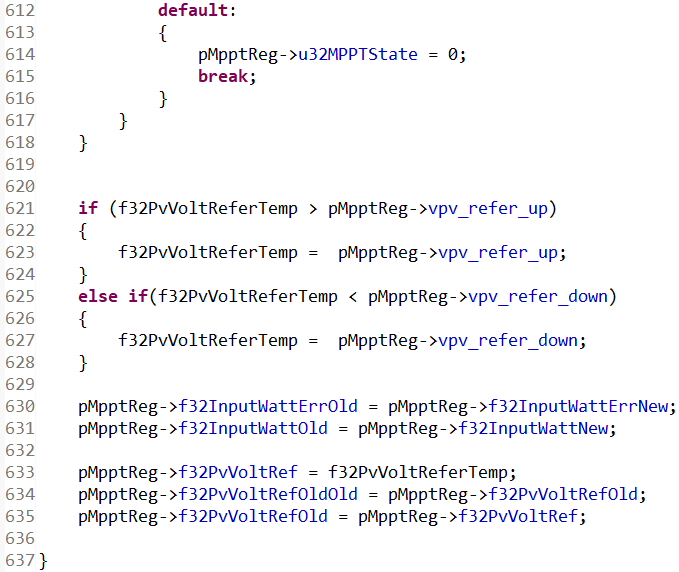 612 default:
613 {
614 pMpptReg->u32MPPTState = 0;
615 break;
616 }
617 }
618 }
619
620
621 if (f32PvVoltReferTemp > pMpptReg->vpv_refer_up)
622 {
623 f32PvVoltReferTemp =  pMpptReg->vpv_refer_up;
624 }
625 else if(f32PvVoltReferTemp < pMpptReg->vpv_refer_down)
626 {
627 f32PvVoltReferTemp =  pMpptReg->vpv_refer_down;
628 }
629
630 pMpptReg->f32InputWattErrOld = pMpptReg->f32InputWattErrNew;
631 pMpptReg->f32InputWattOld = pMpptReg->f32InputWattNew;
632
633 pMpptReg->f32PvVoltRef = f32PvVoltReferTemp;
634 pMpptReg->f32PvVoltRefOldOld = pMpptReg->f32PvVoltRefOld;
635 pMpptReg->f32PvVoltRefOld = pMpptReg->f32PvVoltRef;
636
637 }